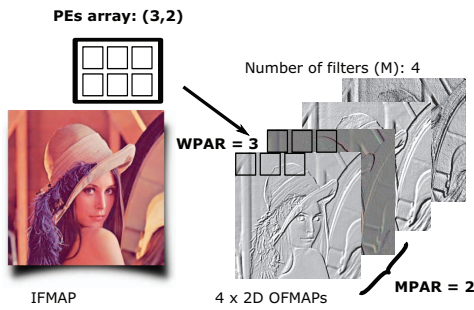 PEs array: (3,2)
Number of filters (M): 4
WPAR = 3
MPAR = 2
IFMAP
4 x 2D OFMAPs